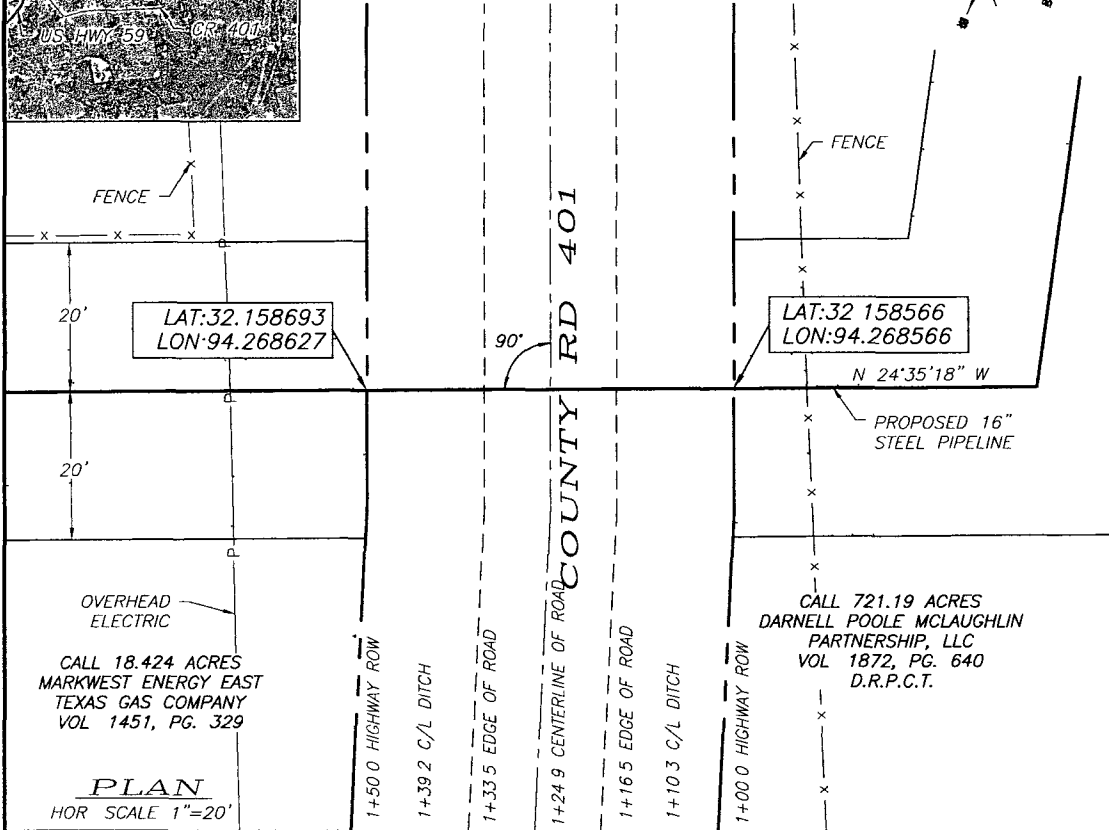 US HWY 59
CR 401
FENCE
FENCE
20'
LAT:32.158693
LON:94.268627
90°
COUNTY RD 401
LAT:32 158566
LON:94.268566
N 24°35'18" W
PROPOSED 16"
STEEL PIPELINE
20'
P
P
P
OVERHEAD
ELECTRIC
CALL 18.424 ACRES
MARKWEST ENERGY EAST
TEXAS GAS COMPANY
VOL 1451, PG. 329
CALL 721.19 ACRES
DARNELL POOLE MCLAUGHLIN
PARTNERSHIP, LLC
VOL 1872, PG. 640
D.R.P.C.T.
1+50 0 HIGHWAY ROW
1+39 2 C/L DITCH
1+33 5 EDGE OF ROAD
1+24 9 CENTERLINE OF ROAD
1+16 5 EDGE OF ROAD
1+10 3 C/L DITCH
1+00 0 HIGHWAY ROW
PLAN
HOR SCALE 1"=20'